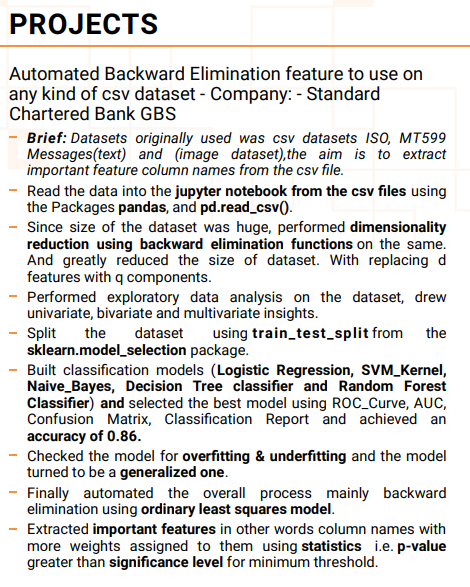 PROJECTS
Automated Backward Elimination feature to use on
any kind of csv dataset - Company: - Standard
Chartered Bank GBS
– Brief: Datasets originally used was csv datasets ISO, MT599
Messages(text) and (image dataset),the aim is to extract
important feature column names from the csv file.
– Read the data into the jupyter notebook from the csv files using
the Packages pandas, and pd.read_csv().
– Since size of the dataset was huge, performed dimensionality
reduction using backward elimination functions on the same.
And greatly reduced the size of dataset. With replacing d
features with q components.
– Performed exploratory data analysis on the dataset, drew
univariate, bivariate and multivariate insights.
– Split the dataset using train_test_split from the
sklearn.model_selection package.
– Built classification models (Logistic Regression, SVM_Kernel,
Naive_Bayes, Decision Tree classifier and Random Forest
Classifier) and selected the best model using ROC_Curve, AUC,
Confusion Matrix, Classification Report and achieved an
accuracy of 0.86.
– Checked the model for overfitting & underfitting and the model
turned to be a generalized one.
– Finally automated the overall process mainly backward
elimination using ordinary least squares model.
– Extracted important features in other words column names with
more weights assigned to them using statistics i.e. p-value
greater than significance level for minimum threshold.